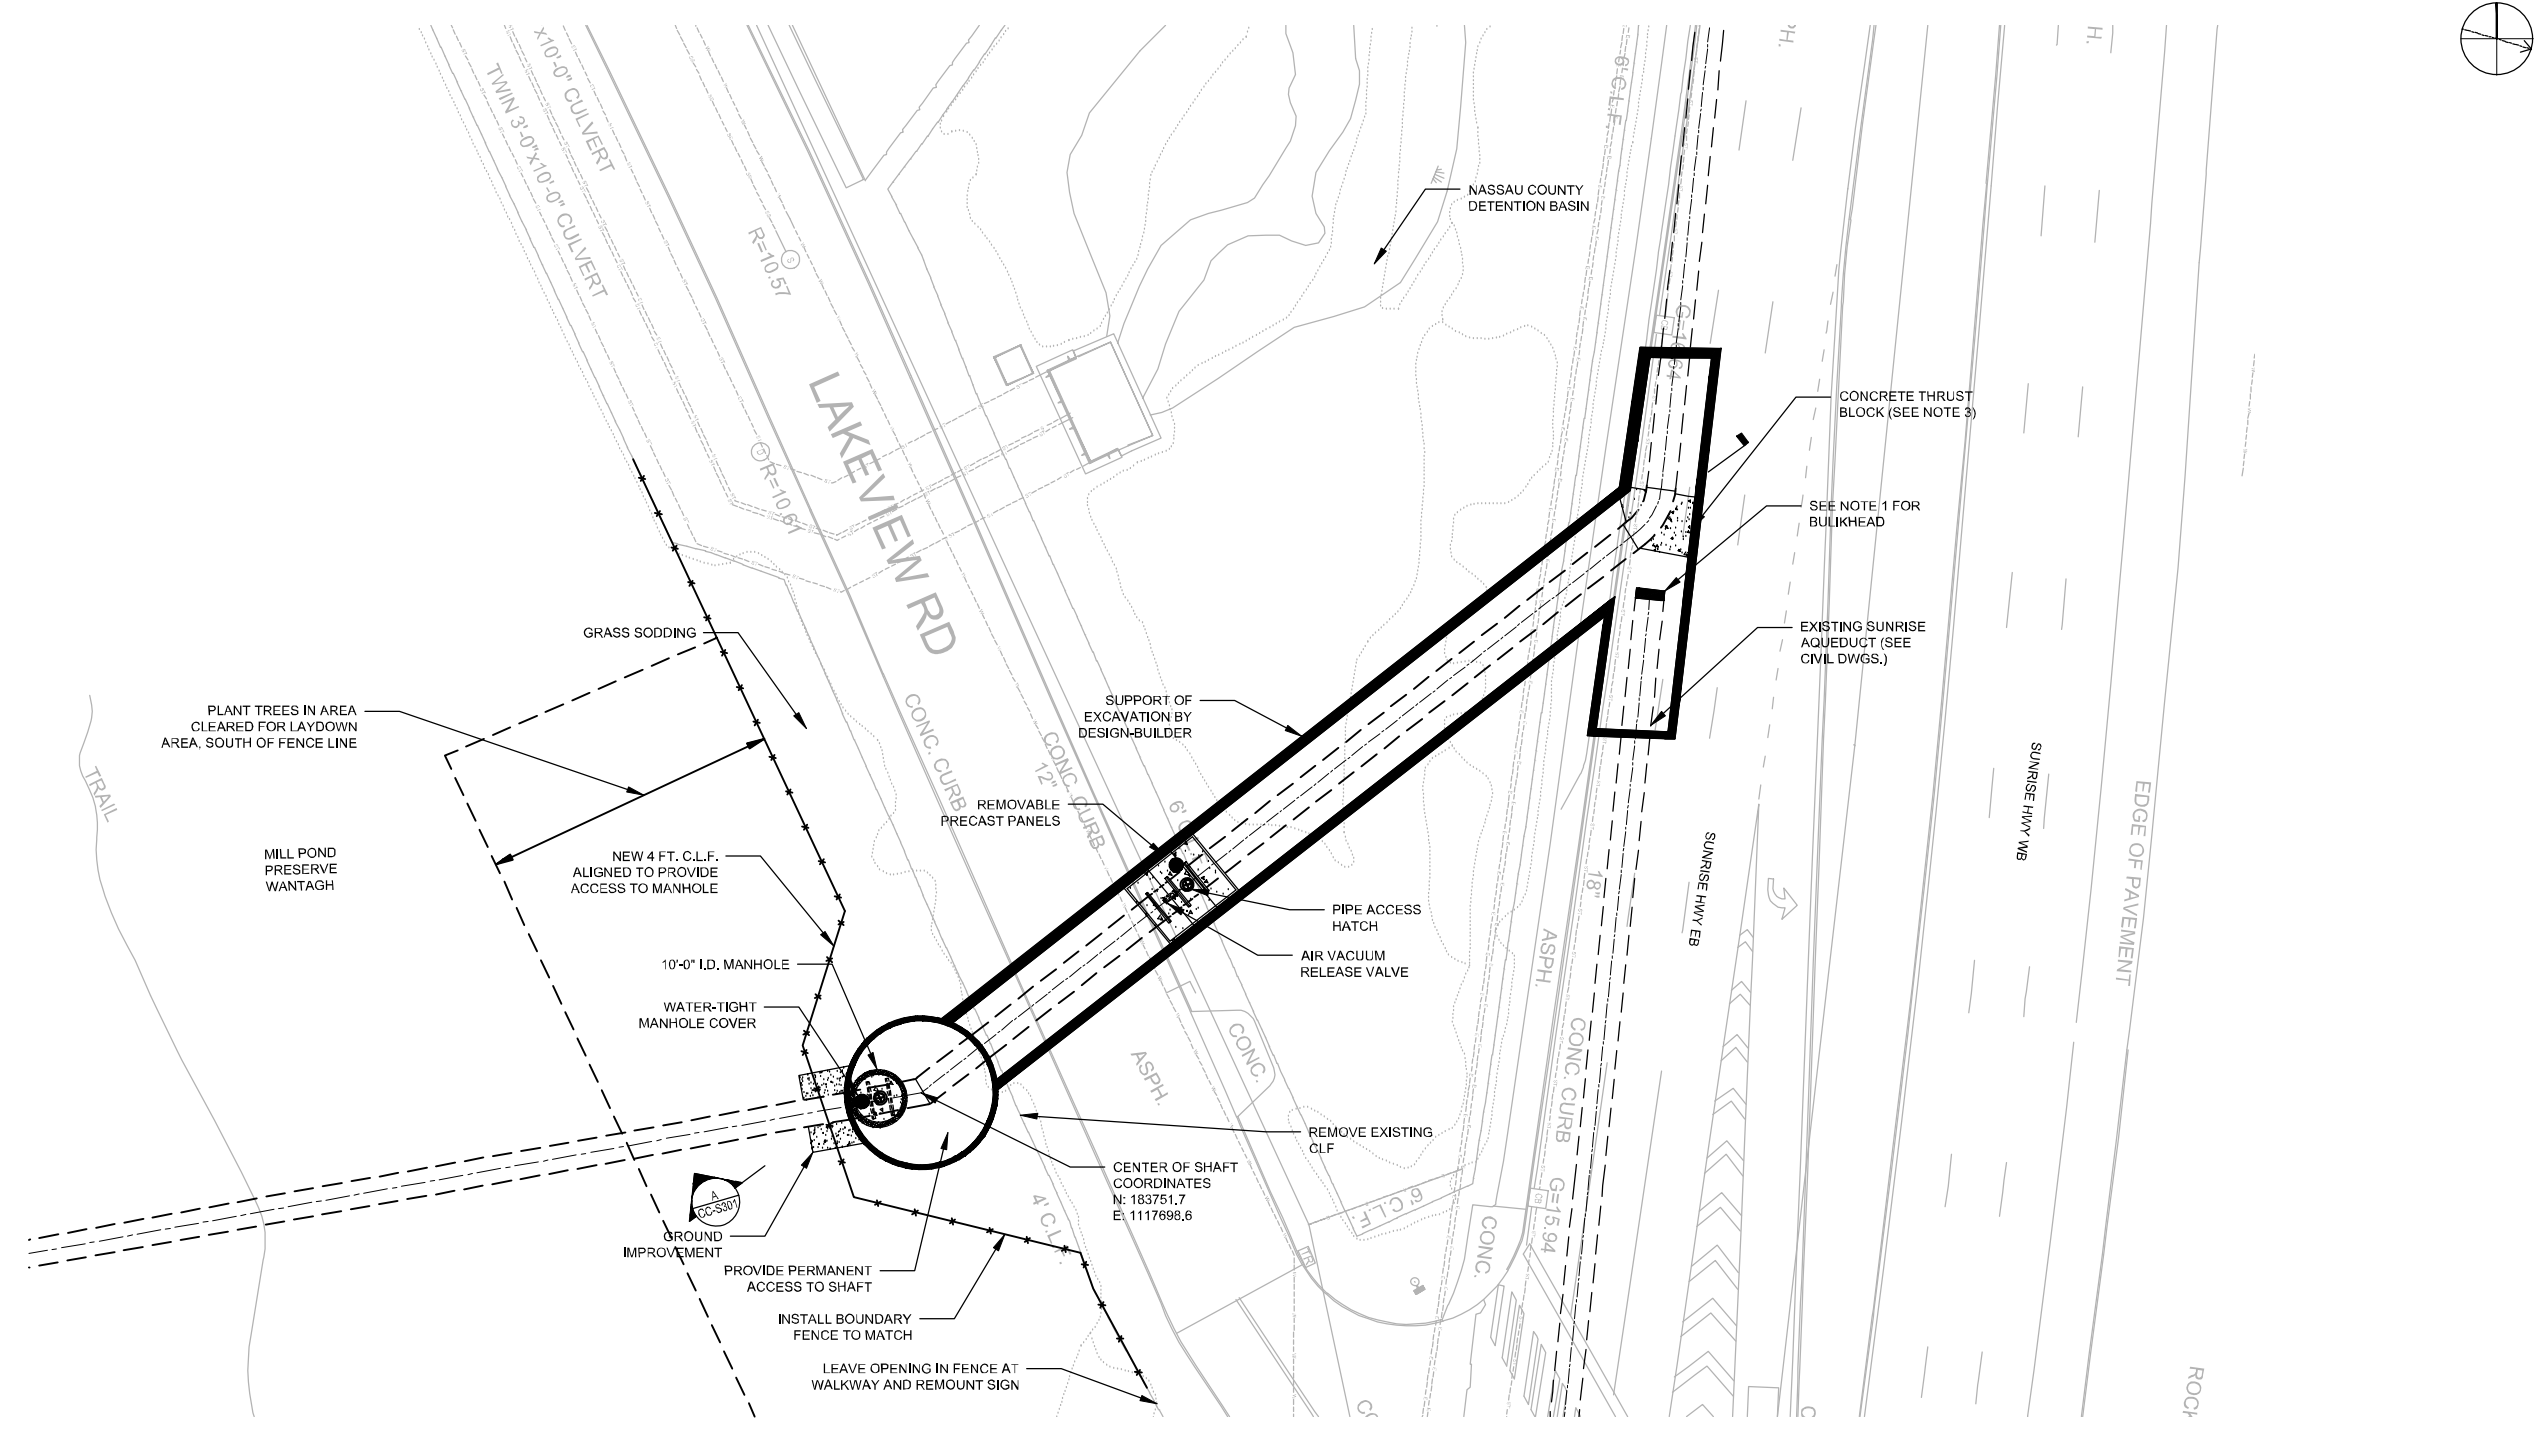 x10'-0" CULVERT
TWIN 3'-0"x10'-0" CULVERT
R=10.57
R=10.61
LAKEVIEW RD
6' C.L.F.
PH.
H.
NASSAU COUNTY
DETENTION BASIN
CONCRETE THRUST
BLOCK (SEE NOTE 3)
SEE NOTE 1 FOR
BULIKHEAD
EXISTING SUNRISE
AQUEDUCT (SEE
CIVIL DWGS.)
GRASS SODDING
PLANT TREES IN AREA
CLEARED FOR LAYDOWN
AREA, SOUTH OF FENCE LINE
TRAIL
MILL POND
PRESERVE
WANTAGH
SUPPORT OF
EXCAVATION BY
DESIGN-BUILDER
CONC. CURB
CONC. CURB
12"
REMOVABLE
PRECAST PANELS
NEW 4 FT. C.L.F.
ALIGNED TO PROVIDE
ACCESS TO MANHOLE
PIPE ACCESS
HATCH
AIR VACUUM
RELEASE VALVE
10'-0" I.D. MANHOLE
WATER-TIGHT
MANHOLE COVER
SUNRISE HWY EB
SUNRISE HWY WB
EDGE OF PAVEMENT
18"
ASPH.
CONC. CURB
G=15.94
CB
ASPH.
CONC.
REMOVE EXISTING
CLF
CENTER OF SHAFT
COORDINATES
N: 183751.7
E: 1117698.6
A
CC-S301
GROUND
IMPROVEMENT
4' C.L.F.
6' C.L.F.
CONC.
PROVIDE PERMANENT
ACCESS TO SHAFT
INSTALL BOUNDARY
FENCE TO MATCH
LEAVE OPENING IN FENCE AT
WALKWAY AND REMOUNT SIGN
ROCK